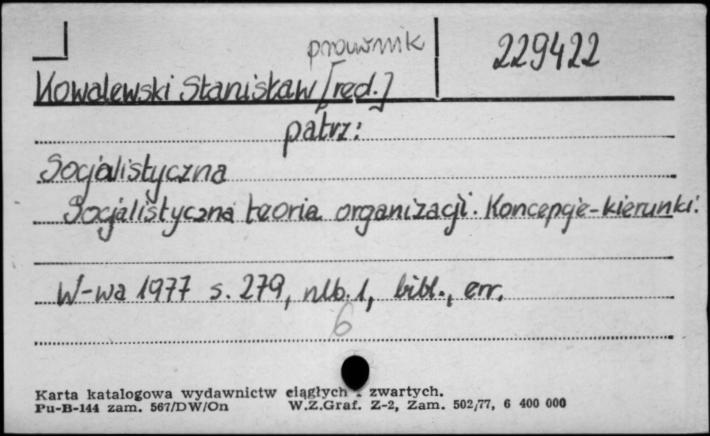 prawnik
229422
Kowalewski Stanisław [red.]
patrz:
Socjalistyczna
Socjalistyczna teoria organizacji. Koncepcje-kierunki.
W-wa 1977 s. 279, nlb. 1, bibl., err.
6
Karta katalogowa wydawnictw ciągłych i zwartych.
Pu-B-144 zam. 567/DW/On W.Z.Graf. Z-2, Zam. 502/77, 6 400 000